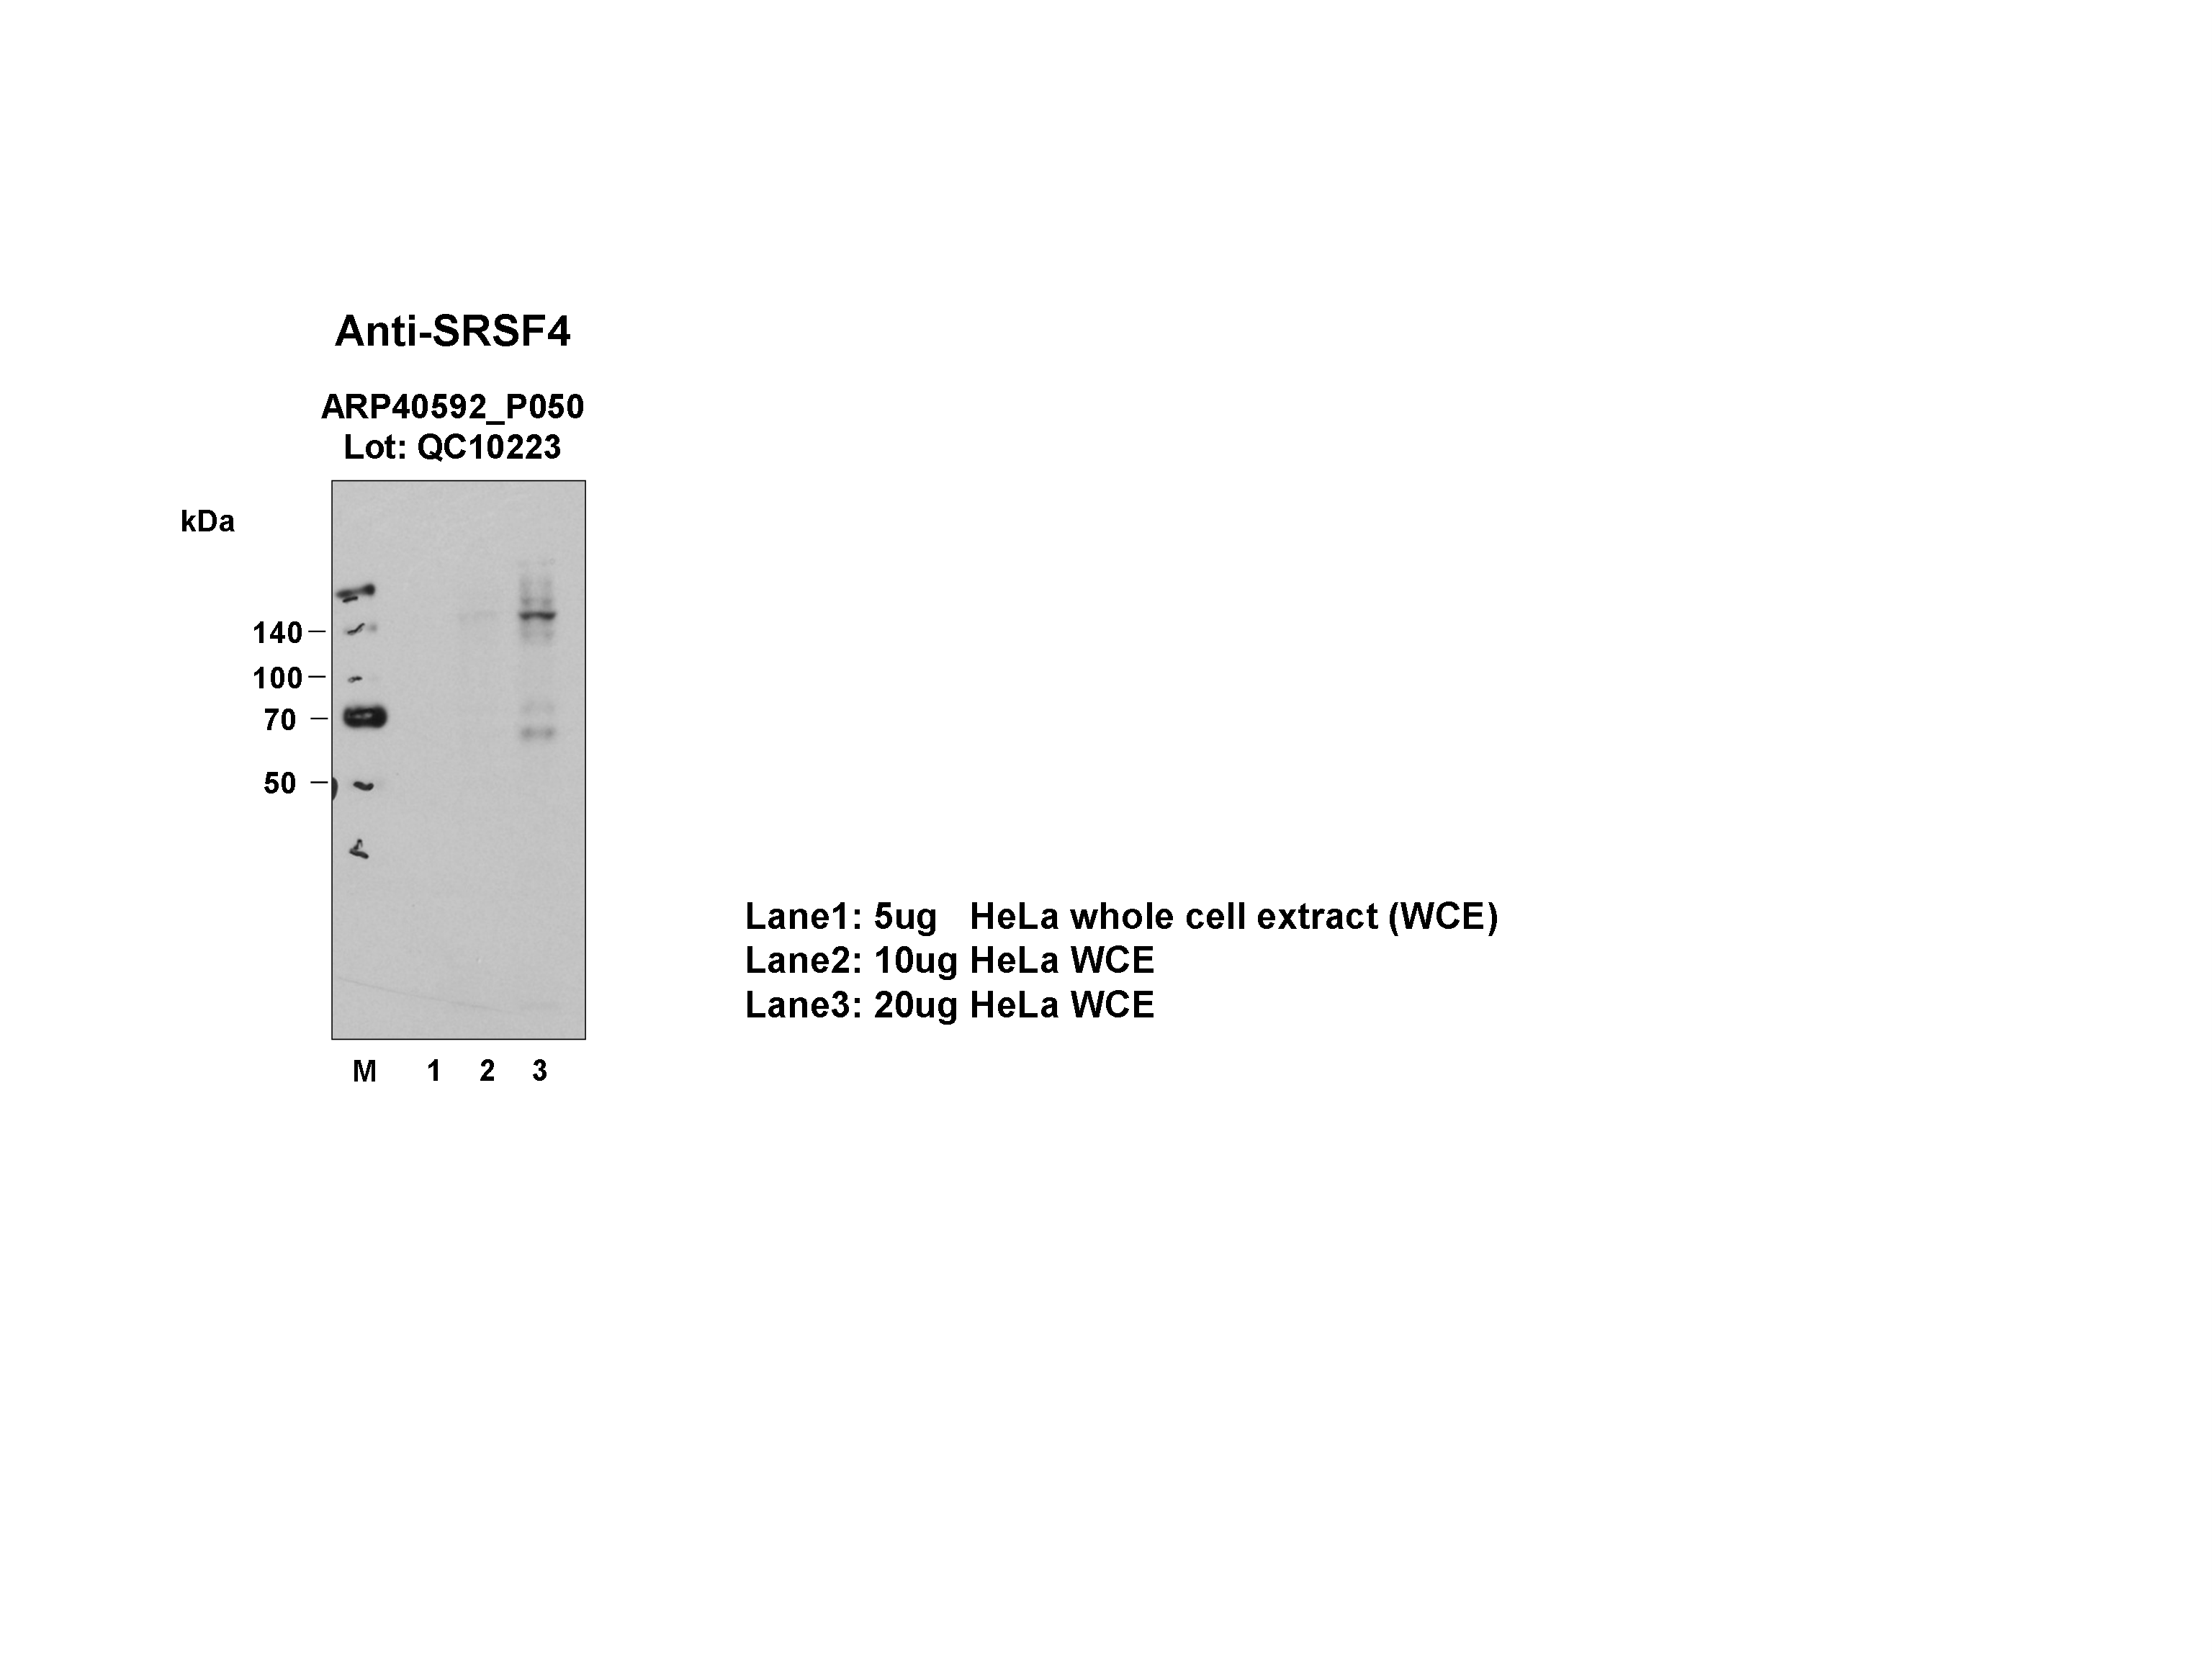 Anti-SRSF4
ARP40592_P050
Lot: QC10223
kDa
140
100
70
50
Lane1: 5ug HeLa whole cell extract (WCE)
Lane2: 10ug HeLa WCE
Lane3: 20ug HeLa WCE
M 1 2 3